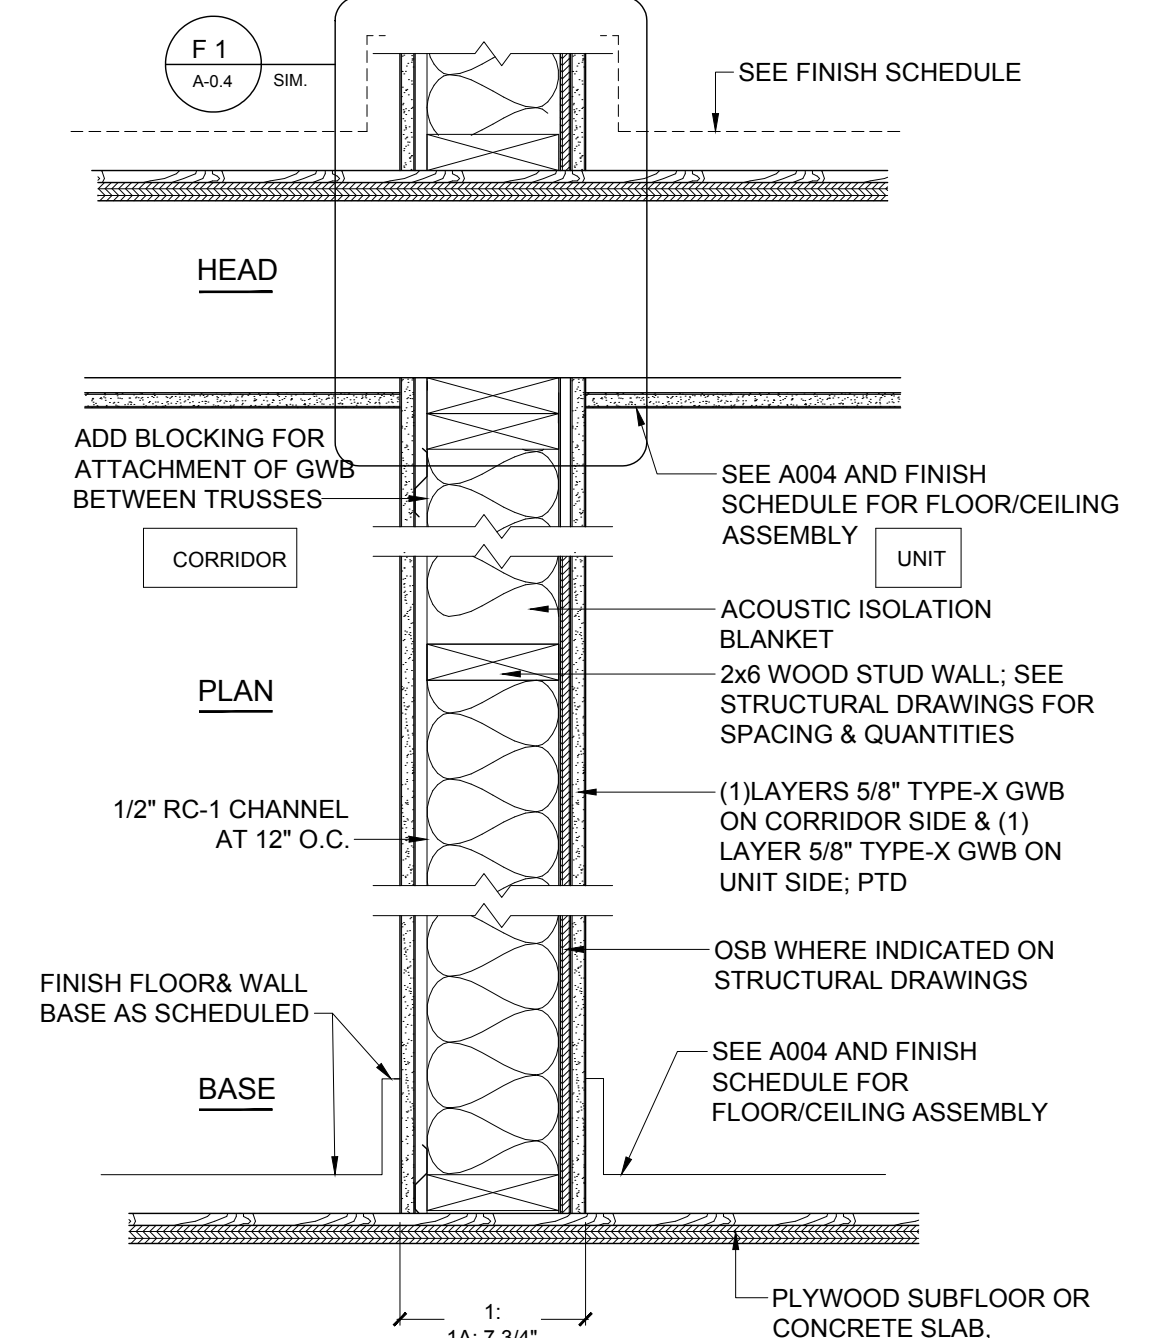 F 1
A-0.4
SIM.
SEE FINISH SCHEDULE
HEAD
ADD BLOCKING FOR
ATTACHMENT OF GWB
BETWEEN TRUSSES
SEE A004 AND FINISH
SCHEDULE FOR FLOOR/CEILING
ASSEMBLY
CORRIDOR
UNIT
ACOUSTIC ISOLATION
BLANKET
PLAN
2x6 WOOD STUD WALL; SEE
STRUCTURAL DRAWINGS FOR
SPACING & QUANTITIES
1/2" RC-1 CHANNEL
AT 12" O.C.
(1)LAYERS 5/8" TYPE-X GWB
ON CORRIDOR SIDE & (1)
LAYER 5/8" TYPE-X GWB ON
UNIT SIDE; PTD
OSB WHERE INDICATED ON
STRUCTURAL DRAWINGS
FINISH FLOOR& WALL
BASE AS SCHEDULED
BASE
SEE A004 AND FINISH
SCHEDULE FOR
FLOOR/CEILING ASSEMBLY
1:
1A: 7 3/4"
PLYWOOD SUBFLOOR OR
CONCRETE SLAB,